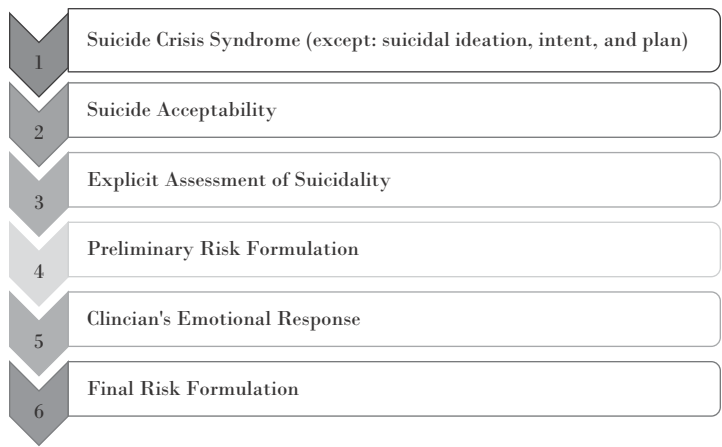 1
Suicide Crisis Syndrome (except: suicidal ideation, intent, and plan)
2
Suicide Acceptability
3
Explicit Assessment of Suicidality
4
Preliminary Risk Formulation
5
Clincian's Emotional Response
6
Final Risk Formulation